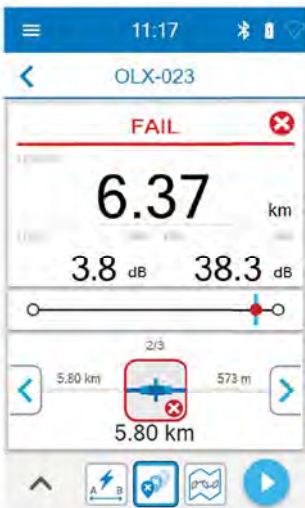 11:17
OLX-023
FAIL
6.37 km
3.8 dB 38.3 dB
2/3
5.80 km 573 m
5.80 km
A B